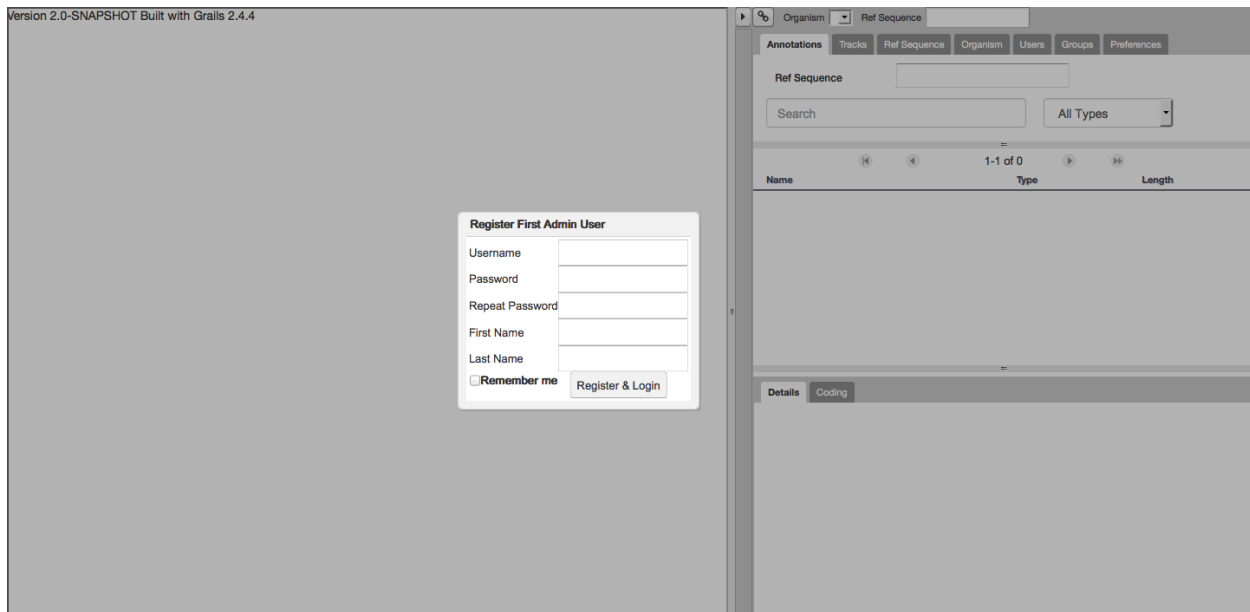 Version 2.0-SNAPSHOT Built with Grails 2.4.4
Organism Ref Sequence
Annotations Tracks Ref Sequence Organism Users Groups Preferences
Ref Sequence
Search All Types
1-1 of 0
Name Type Length
Register First Admin User
Username
Password
Repeat Password
First Name
Last Name
Remember me Register & Login
Details Coding